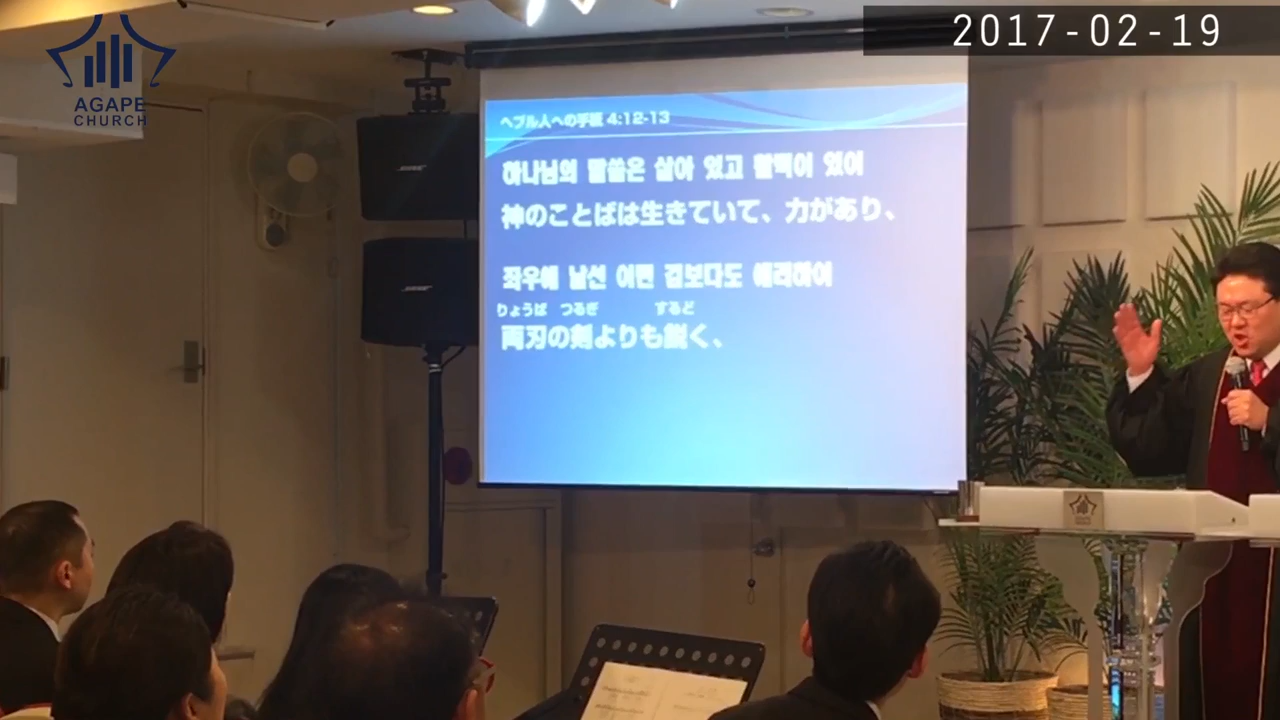 2017-02-19
AGAPE
CHURCH
ヘブル人への手紙 4:12-13
하나님의 말씀은 살아 있고 활력이 있어
神のことばは生きていて、力があり、
좌우에 날선 어떤 검보다도 예리하여
りょうば つるぎ するど
両刃の剣よりも鋭く、
BOSE
BOSE